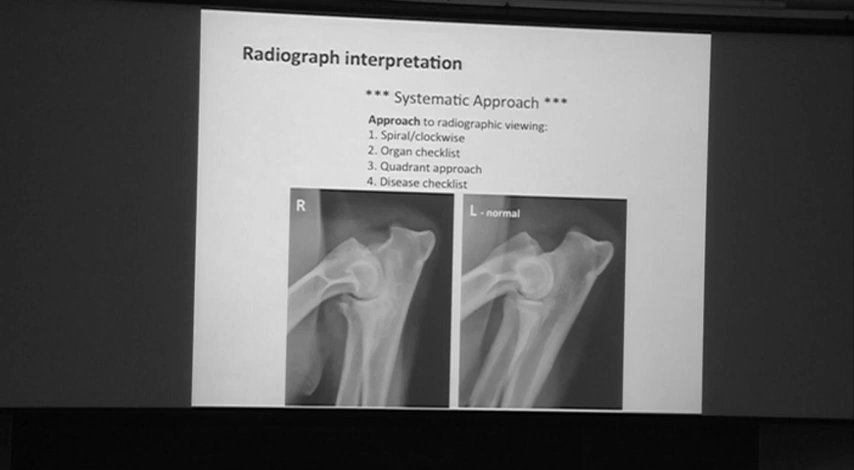 Radiograph interpretation
*** Systematic Approach ***
Approach to radiographic viewing:
1. Spiral/clockwise
2. Organ checklist
3. Quadrant approach
4. Disease checklist
R
L - normal